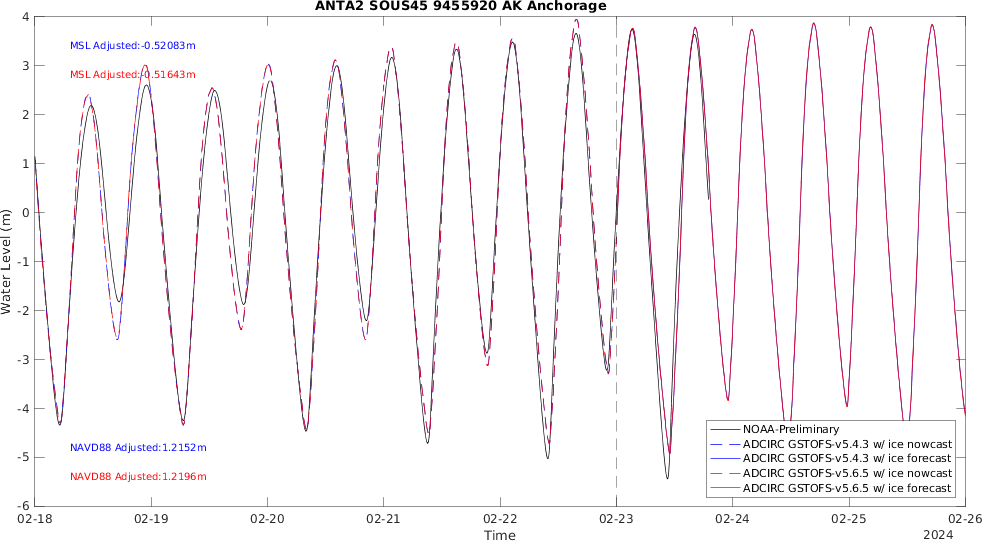 ANTA2 SOUS45 9455920 AK Anchorage
4
3
2
1
0
-1
-2
-3
-4
-5
-6
Water Level (m)
MSL Adjusted:-0.52083m
MSL Adjusted:-0.51643m
NAVD88 Adjusted:1.2152m
NAVD88 Adjusted:1.2196m
NOAA-Preliminary
ADCIRC GSTOFS-v5.4.3 w/ ice nowcast
ADCIRC GSTOFS-v5.4.3 w/ ice forecast
ADCIRC GSTOFS-v5.6.5 w/ ice nowcast
ADCIRC GSTOFS-v5.6.5 w/ ice forecast
02-18 02-19 02-20 02-21 02-22 02-23 02-24 02-25 02-26
Time
2024